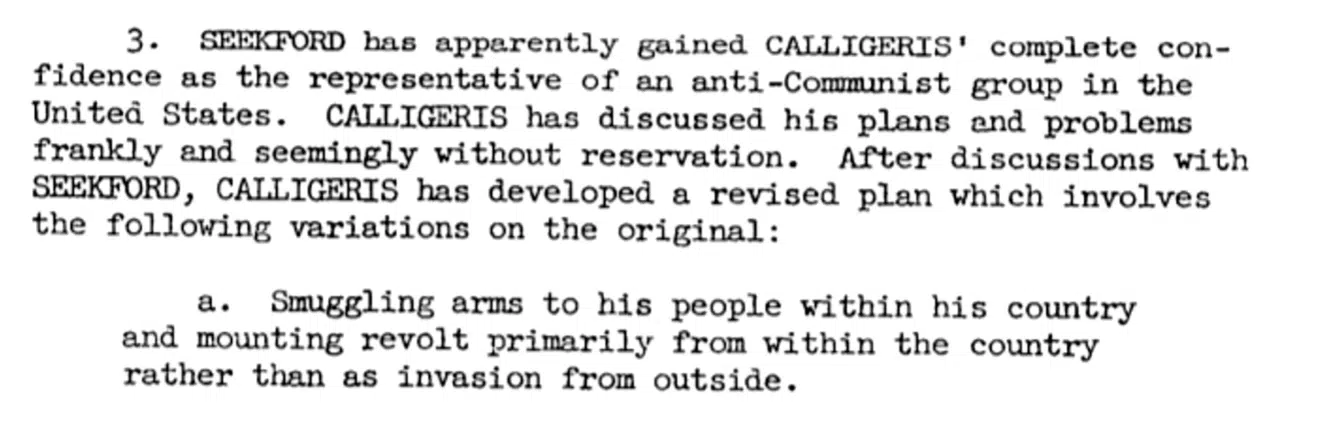 3. SEEKFORD has apparently gained CALLIGERIS' complete con-
fidence as the representative of an anti-Communist group in the
United States. CALLIGERIS has discussed his plans and problems
frankly and seemingly without reservation. After discussions with
SEEKFORD, CALLIGERIS has developed a revised plan which involves
the following variations on the original:
a. Smuggling arms to his people within his country
and mounting revolt primarily from within the country
rather than as invasion from outside.